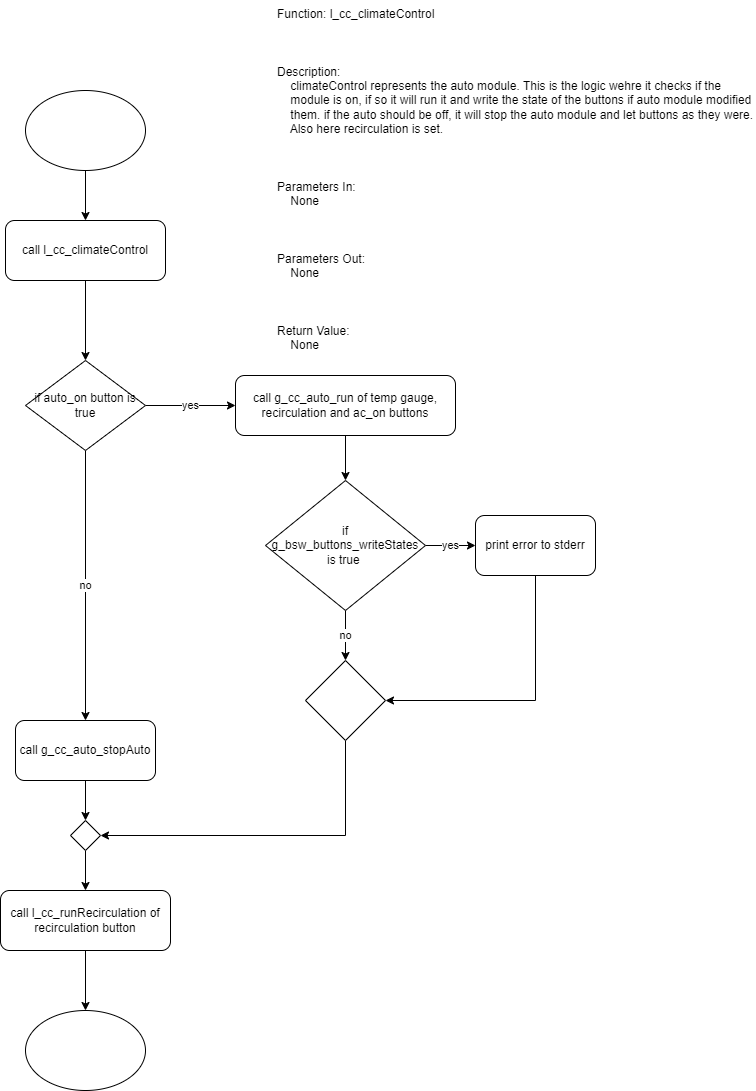 Function: l_cc_climateControl
Description:
climateControl represents the auto module. This is the logic wehre it checks if the
module is on, if so it will run it and write the state of the buttons if auto module modified
them. if the auto should be off, it will stop the auto module and let buttons as they were.
Also here recirculation is set.
Parameters In:
None
Parameters Out:
None
Return Value:
None
call l_cc_climateControl
if auto_on button is
true
yes
call g_cc_auto_run of temp gauge,
recirculation and ac_on buttons
if
g_bsw_buttons_writeStates
is true
yes
print error to stderr
no
no
call g_cc_auto_stopAuto
call l_cc_runRecirculation of
recirculation button